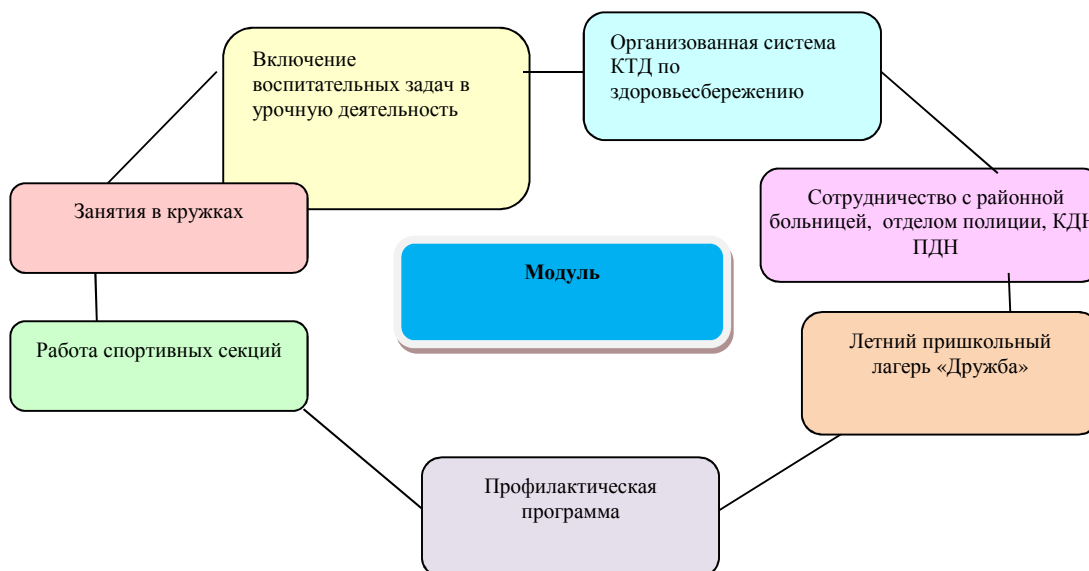 Включение
воспитательных задач в
урочную деятельность
Организованная система
КТД по
здоровьесбережению
Занятия в кружках
Сотрудничество с районной
больницей, отделом полиции, КДН
ПДН
Модуль
Работа спортивных секций
Летний пришкольный
лагерь «Дружба»
Профилактическая
программа